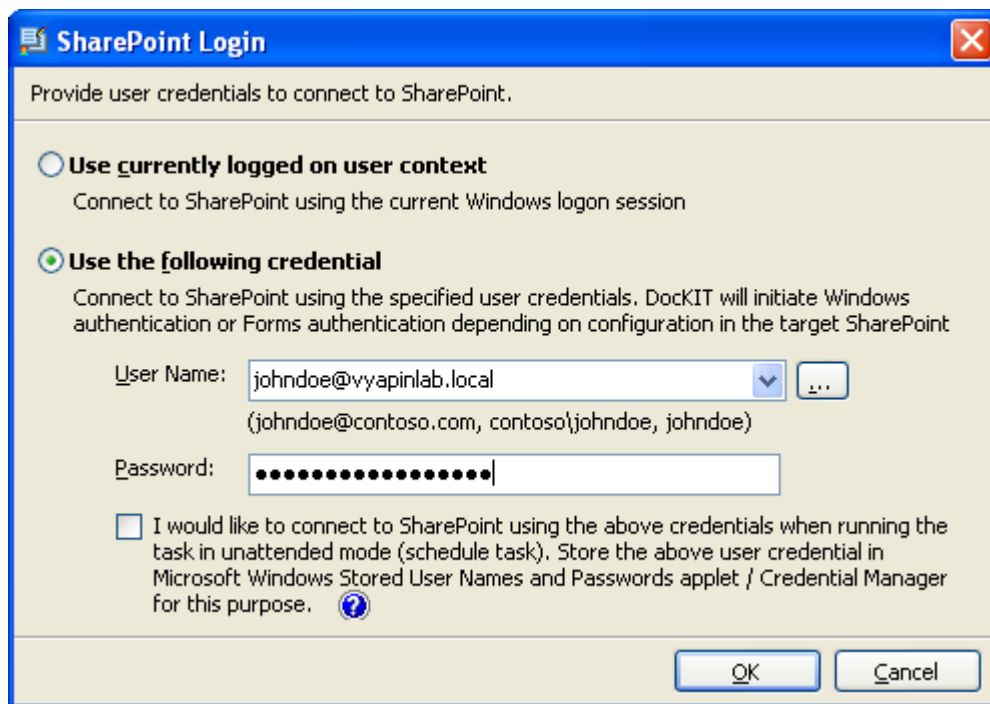 SharePoint Login
Provide user credentials to connect to SharePoint.
Use currently logged on user context
Connect to SharePoint using the current Windows logon session
Use the following credential
Connect to SharePoint using the specified user credentials. DocKIT will initiate Windows
authentication or Forms authentication depending on configuration in the target SharePoint
User Name: johndoe@vyapinlab.local ...
(johndoe@contoso.com, contoso\johndoe, johndoe)
Password: ●●●●●●●●●●●●●●●●●
I would like to connect to SharePoint using the above credentials when running the
task in unattended mode (schedule task). Store the above user credential in
Microsoft Windows Stored User Names and Passwords applet / Credential Manager
for this purpose. ?
OK Cancel